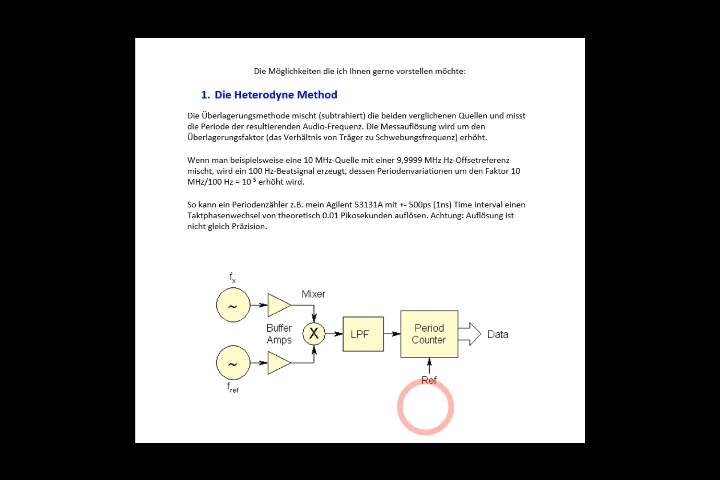 Die Möglichkeiten die ich Ihnen gerne vorstellen möchte:
1. Die Heterodyne Method
Die Überlagerungsmethode mischt (subtrahiert) die beiden verglichenen Quellen und misst
die Periode der resultierenden Audio-Frequenz. Die Messauflösung wird um den
Überlagerungsfaktor (das Verhältnis von Träger zu Schwebungsfrequenz) erhöht.
Wenn man beispielsweise eine 10 MHz-Quelle mit einer 9,9999 MHz Hz-Offsetreferenz
mischt, wird ein 100 Hz-Beatsignal erzeugt, dessen Periodenvariationen um den Faktor 10
MHz/100 Hz = 10 5 erhöht wird.
So kann ein Periodenzähler z.B. mein Agilent 53131A mit +- 500ps (1ns) Time Interval einen
Taktphasenwechsel von theoretisch 0.01 Pikosekunden auflösen. Achtung: Auflösung ist
nicht gleich Präzision.
fx
Mixer
~
Buffer
Amps
X
LPF
Period
Counter
Data
~
fref
Ref